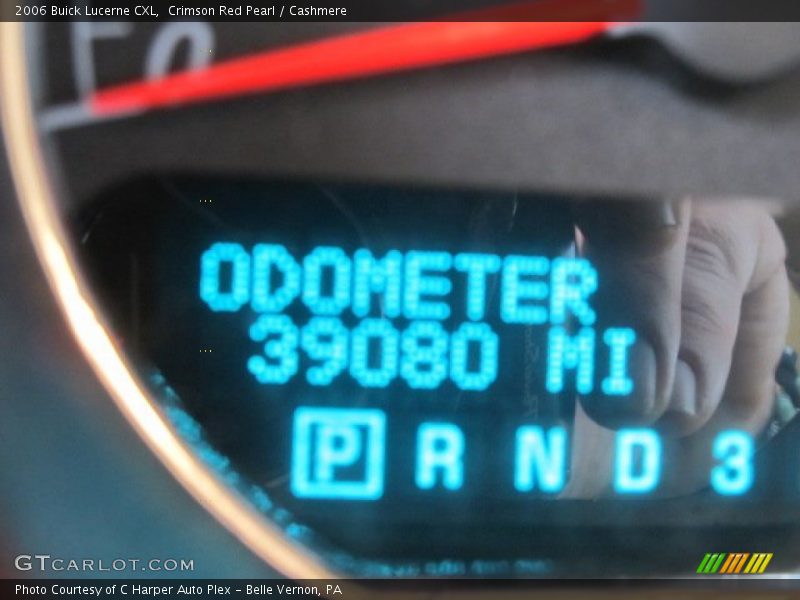 2006 Buick Lucerne CXL,  Crimson Red Pearl / Cashmere
ODOMETER
39080 MI
P R N D 3
GTCARLOT.COM
Photo Courtesy of C Harper Auto Plex - Belle Vernon, PA